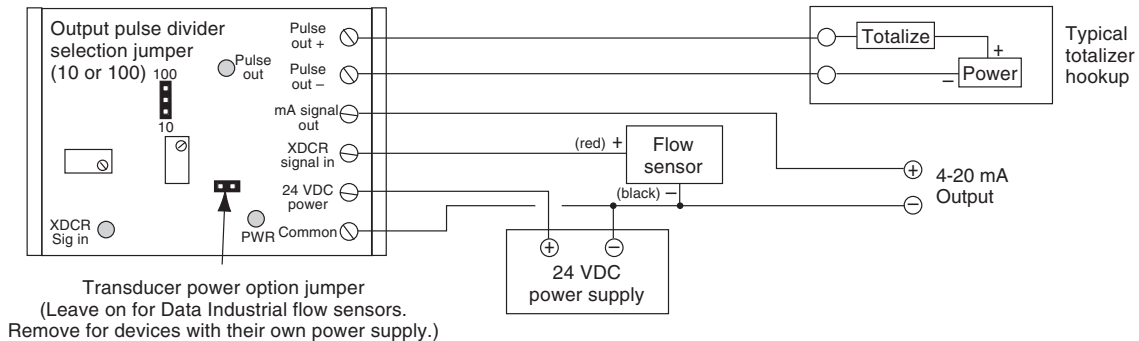 Output pulse divider
selection jumper
(10 or 100)
100
10
Pulse
out
Pulse
out +
Pulse
out –
mA signal
out
XDCR
signal in
24 VDC
power
Common
XDCR
Sig in
PWR
Transducer power option jumper
(Leave on for Data Industrial flow sensors.
Remove for devices with their own power supply.)
(red) +
Flow
sensor
(black) –
+ –
24 VDC
power supply
Totalize
+
– Power
Typical
totalizer
hookup
+
–
4-20 mA
Output